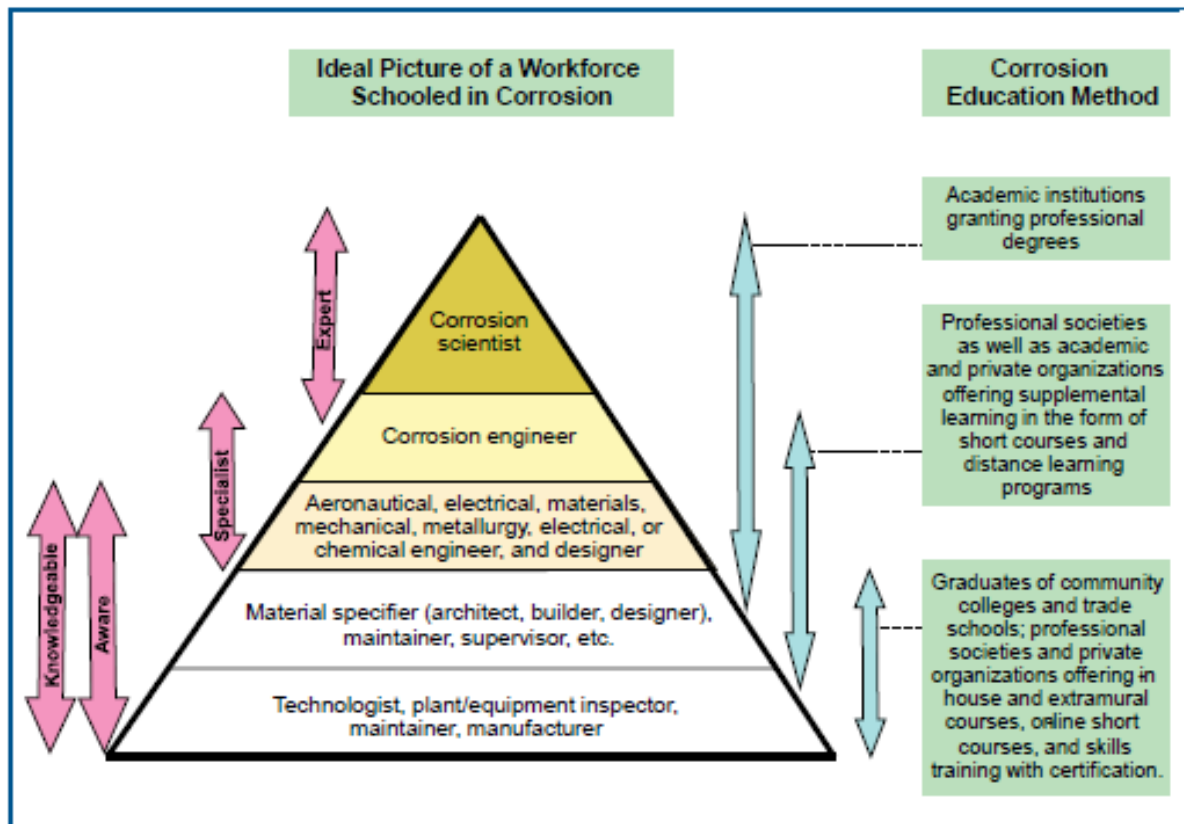 Ideal Picture of a Workforce
Schooled in Corrosion
Corrosion
Education Method
Academic institutions
granting professional
degrees
Expert
Corrosion
scientist
Professional societies
as well as academic
and private organizations
offering supplemental
learning in the form of
short courses and
distance learning
programs
Specialist
Corrosion engineer
Aeronautical, electrical, materials,
mechanical, metallurgy, electrical, or
chemical engineer, and designer
Knowledgeable
Aware
Material specifier (architect, builder, designer),
maintainer, supervisor, etc.
Technologist, plant/equipment inspector,
maintainer, manufacturer
Graduates of community
colleges and trade
schools; professional
societies and private
organizations offering in-
house and extramural
courses, online short
courses, and skills
training with certification.